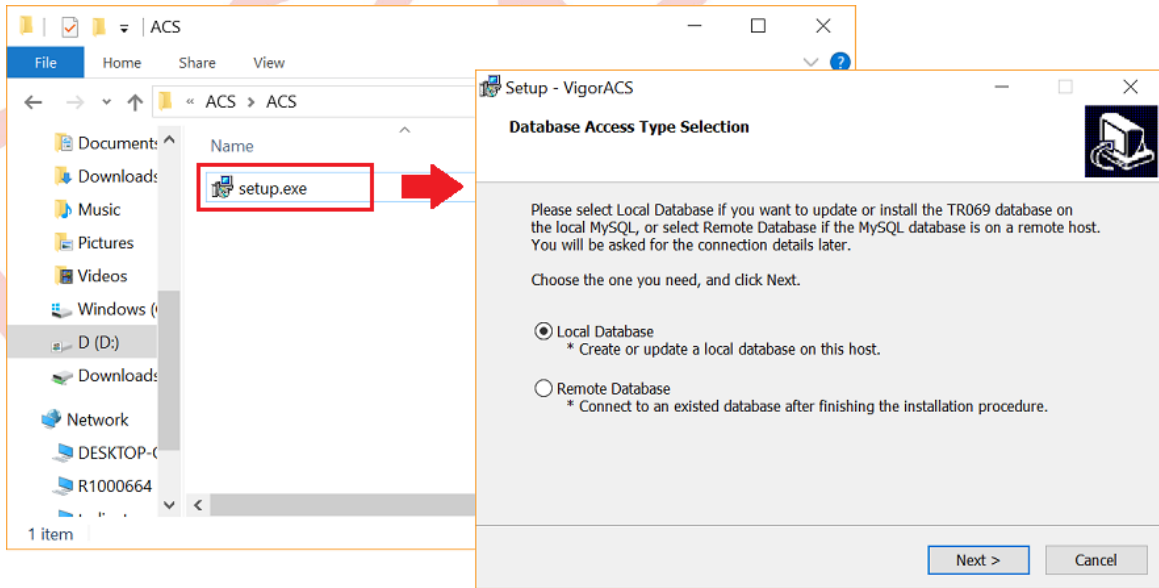 ACS
File Home Share View
?
« ACS > ACS
Documents
Downloads
Music
Pictures
Videos
Windows (
D (D:)
Downloads
Network
DESKTOP-
R1000664
1 item
Name
setup.exe
Setup - VigorACS
Database Access Type Selection
Please select Local Database if you want to update or install the TR069 database on
the local MySQL, or select Remote Database if the MySQL database is on a remote host.
You will be asked for the connection details later.
Choose the one you need, and click Next.
Local Database
* Create or update a local database on this host.
Remote Database
* Connect to an existed database after finishing the installation procedure.
Next > Cancel